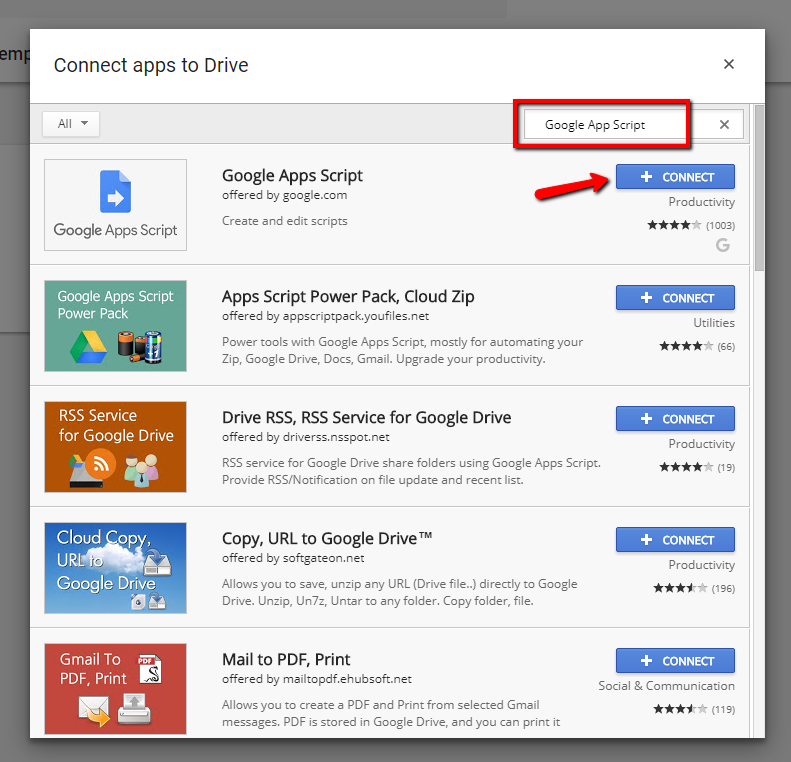 emp
Connect apps to Drive
All
Google App Script
Google Apps Script
Google Apps Script
offered by google.com
Create and edit scripts
CONNECT
Productivity
(1003)
G
Google Apps Script
Power Pack
Apps Script Power Pack, Cloud Zip
offered by appscriptpack.youfiles.net
Power tools with Google Apps Script, mostly for automating your
Zip, Google Drive, Docs, Gmail. Upgrade your productivity.
CONNECT
Utilities
(66)
RSS Service
for Google Drive
Drive RSS, RSS Service for Google Drive
offered by driverss.nsspot.net
RSS service for Google Drive share folders using Google Apps Script.
Provide RSS/Notification on file update and recent list.
CONNECT
Productivity
(19)
Cloud Copy,
URL to
Google Drive
Copy, URL to Google Drive™
offered by softgateon.net
Allows you to save, unzip any URL (Drive file..) directly to Google
Drive. Unzip, Un7z, Untar to any folder. Copy folder, file.
CONNECT
Productivity
(196)
Gmail To
PDF, Print
PDF
Mail to PDF, Print
offered by mailtopdf.ehubsoft.net
Allows you to create a PDF and Print from selected Gmail
messages. PDF is stored in Google Drive, and you can print it
CONNECT
Social & Communication
(119)